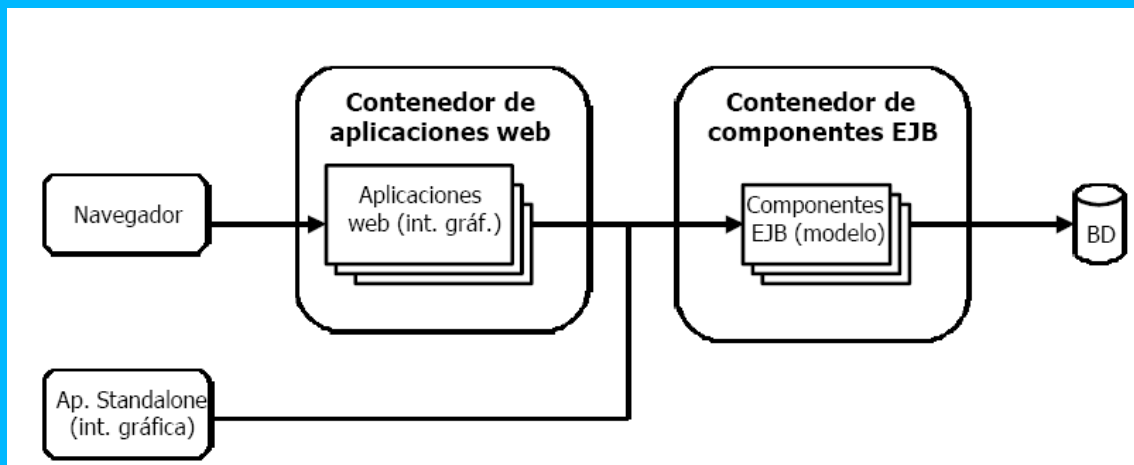 Contenedor de
aplicaciones web
Contenedor de
componentes EJB
Navegador
Aplicaciones
web (int. gráf.)
Componentes
EJB (modelo)
BD
Ap. Standalone
(int. gráfica)